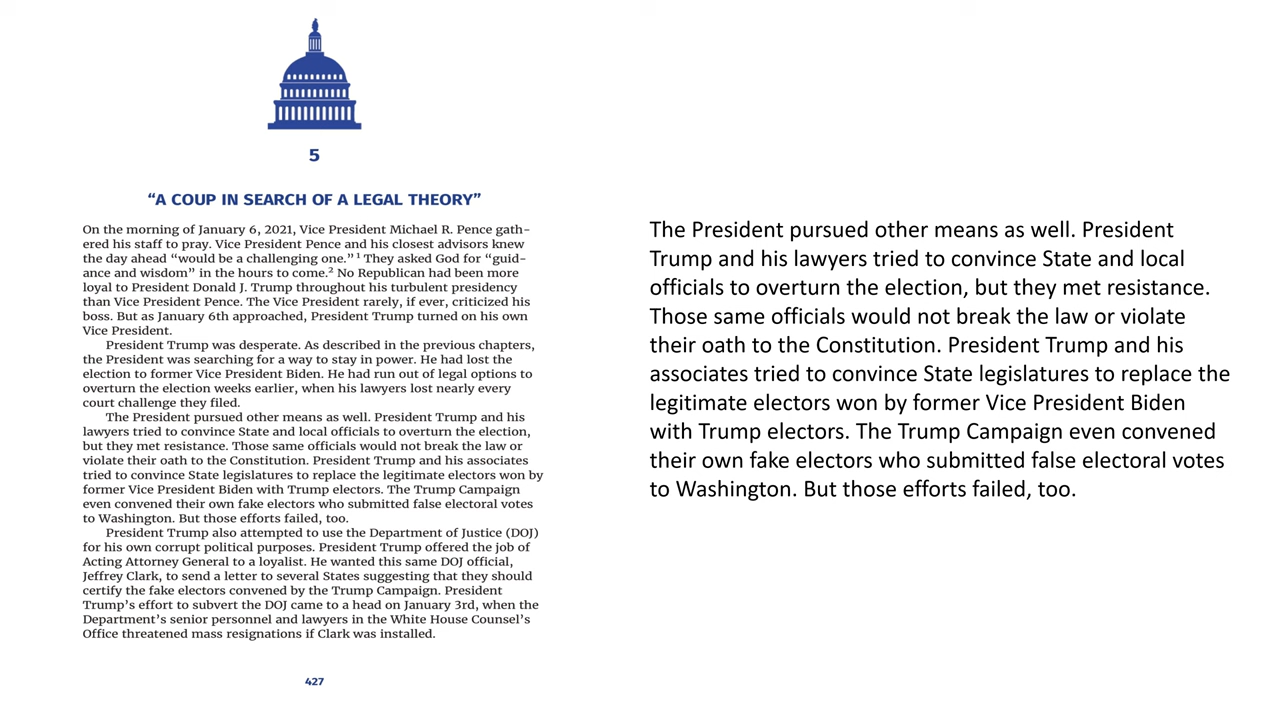 5
“A COUP IN SEARCH OF A LEGAL THEORY”
On the morning of January 6, 2021, Vice President Michael R. Pence gath-
ered his staff to pray. Vice President Pence and his closest advisors knew
the day ahead “would be a challenging one.”¹ They asked God for “guid-
ance and wisdom” in the hours to come.² No Republican had been more
loyal to President Donald J. Trump throughout his turbulent presidency
than Vice President Pence. The Vice President rarely, if ever, criticized his
boss. But as January 6th approached, President Trump turned on his own
Vice President.
President Trump was desperate. As described in the previous chapters,
the President was searching for a way to stay in power. He had lost the
election to former Vice President Biden. He had run out of legal options to
overturn the election weeks earlier, when his lawyers lost nearly every
court challenge they filed.
The President pursued other means as well. President Trump and his
lawyers tried to convince State and local officials to overturn the election,
but they met resistance. Those same officials would not break the law or
violate their oath to the Constitution. President Trump and his associates
tried to convince State legislatures to replace the legitimate electors won by
former Vice President Biden with Trump electors. The Trump Campaign
even convened their own fake electors who submitted false electoral votes
to Washington. But those efforts failed, too.
President Trump also attempted to use the Department of Justice (DOJ)
for his own corrupt political purposes. President Trump offered the job of
Acting Attorney General to a loyalist. He wanted this same DOJ official,
Jeffrey Clark, to send a letter to several States suggesting that they should
certify the fake electors convened by the Trump Campaign. President
Trump’s effort to subvert the DOJ came to a head on January 3rd, when the
Department’s senior personnel and lawyers in the White House Counsel’s
Office threatened mass resignations if Clark was installed.
427
The President pursued other means as well. President
Trump and his lawyers tried to convince State and local
officials to overturn the election, but they met resistance.
Those same officials would not break the law or violate
their oath to the Constitution. President Trump and his
associates tried to convince State legislatures to replace the
legitimate electors won by former Vice President Biden
with Trump electors. The Trump Campaign even convened
their own fake electors who submitted false electoral votes
to Washington. But those efforts failed, too.